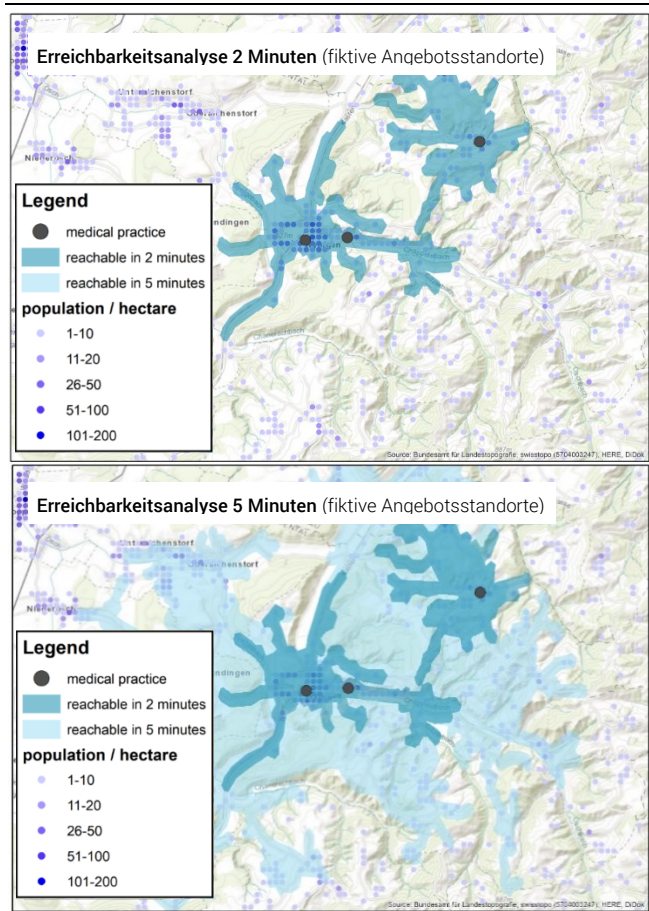 Erreichbarkeitsanalyse 2 Minuten (fiktive Angebotsstandorte)
Niederösch
ndingen
Legend
medical practice
reachable in 2 minutes
reachable in 5 minutes
population / hectare
1-10
11-20
26-50
51-100
101-200
Source: Bundesamt für Landestopografie, swisstopo (5704003247), HERE, DiDok
Erreichbarkeitsanalyse 5 Minuten (fiktive Angebotsstandorte)
ndingen
Legend
medical practice
reachable in 2 minutes
reachable in 5 minutes
population / hectare
1-10
11-20
26-50
51-100
101-200
Source: Bundesamt für Landestopografie, swisstopo (5704003247), HERE, DiDok